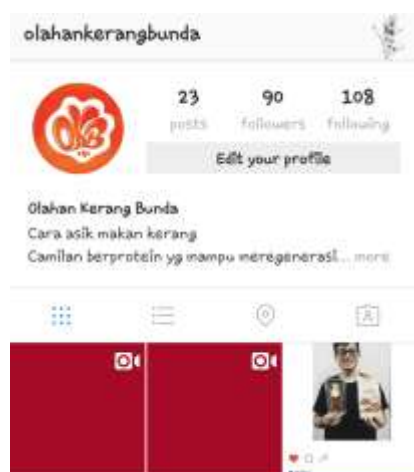 olahankerangbunda
OKB
23 90 108
posts followers following
Edit your profile
Olahan Kerang Bunda
Cara asik makan kerang
Camilan berprotein yg mampu meregenerasi... more